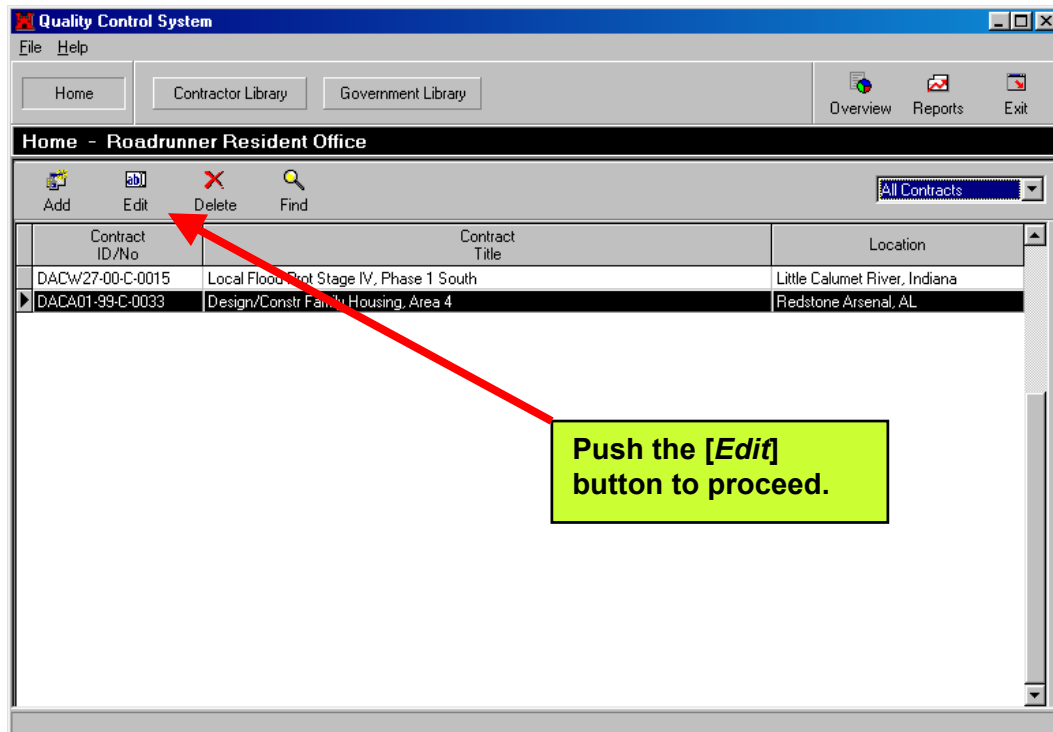 Quality Control System
File Help
Home Contractor Library Government Library
Overview Reports Exit
Home - Roadrunner Resident Office
Add Edit Delete Find
All Contracts
Contract ID/No
Contract Title
Location
DACW27-00-C-0015 Local Flood Prot Stage IV, Phase 1 South Little Calumet River, Indiana
DACA01-99-C-0033 Design/Constr Family Housing, Area 4 Redstone Arsenal, AL
Push the [Edit]
button to proceed.